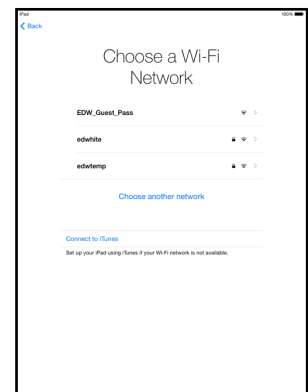 iPad
100%
Back
Choose a Wi-Fi
Network
EDW_Guest_Pass
edwhite
edwtemp
Choose another network
Connect to iTunes
Set up your iPad using iTunes if your Wi-Fi network is not available.